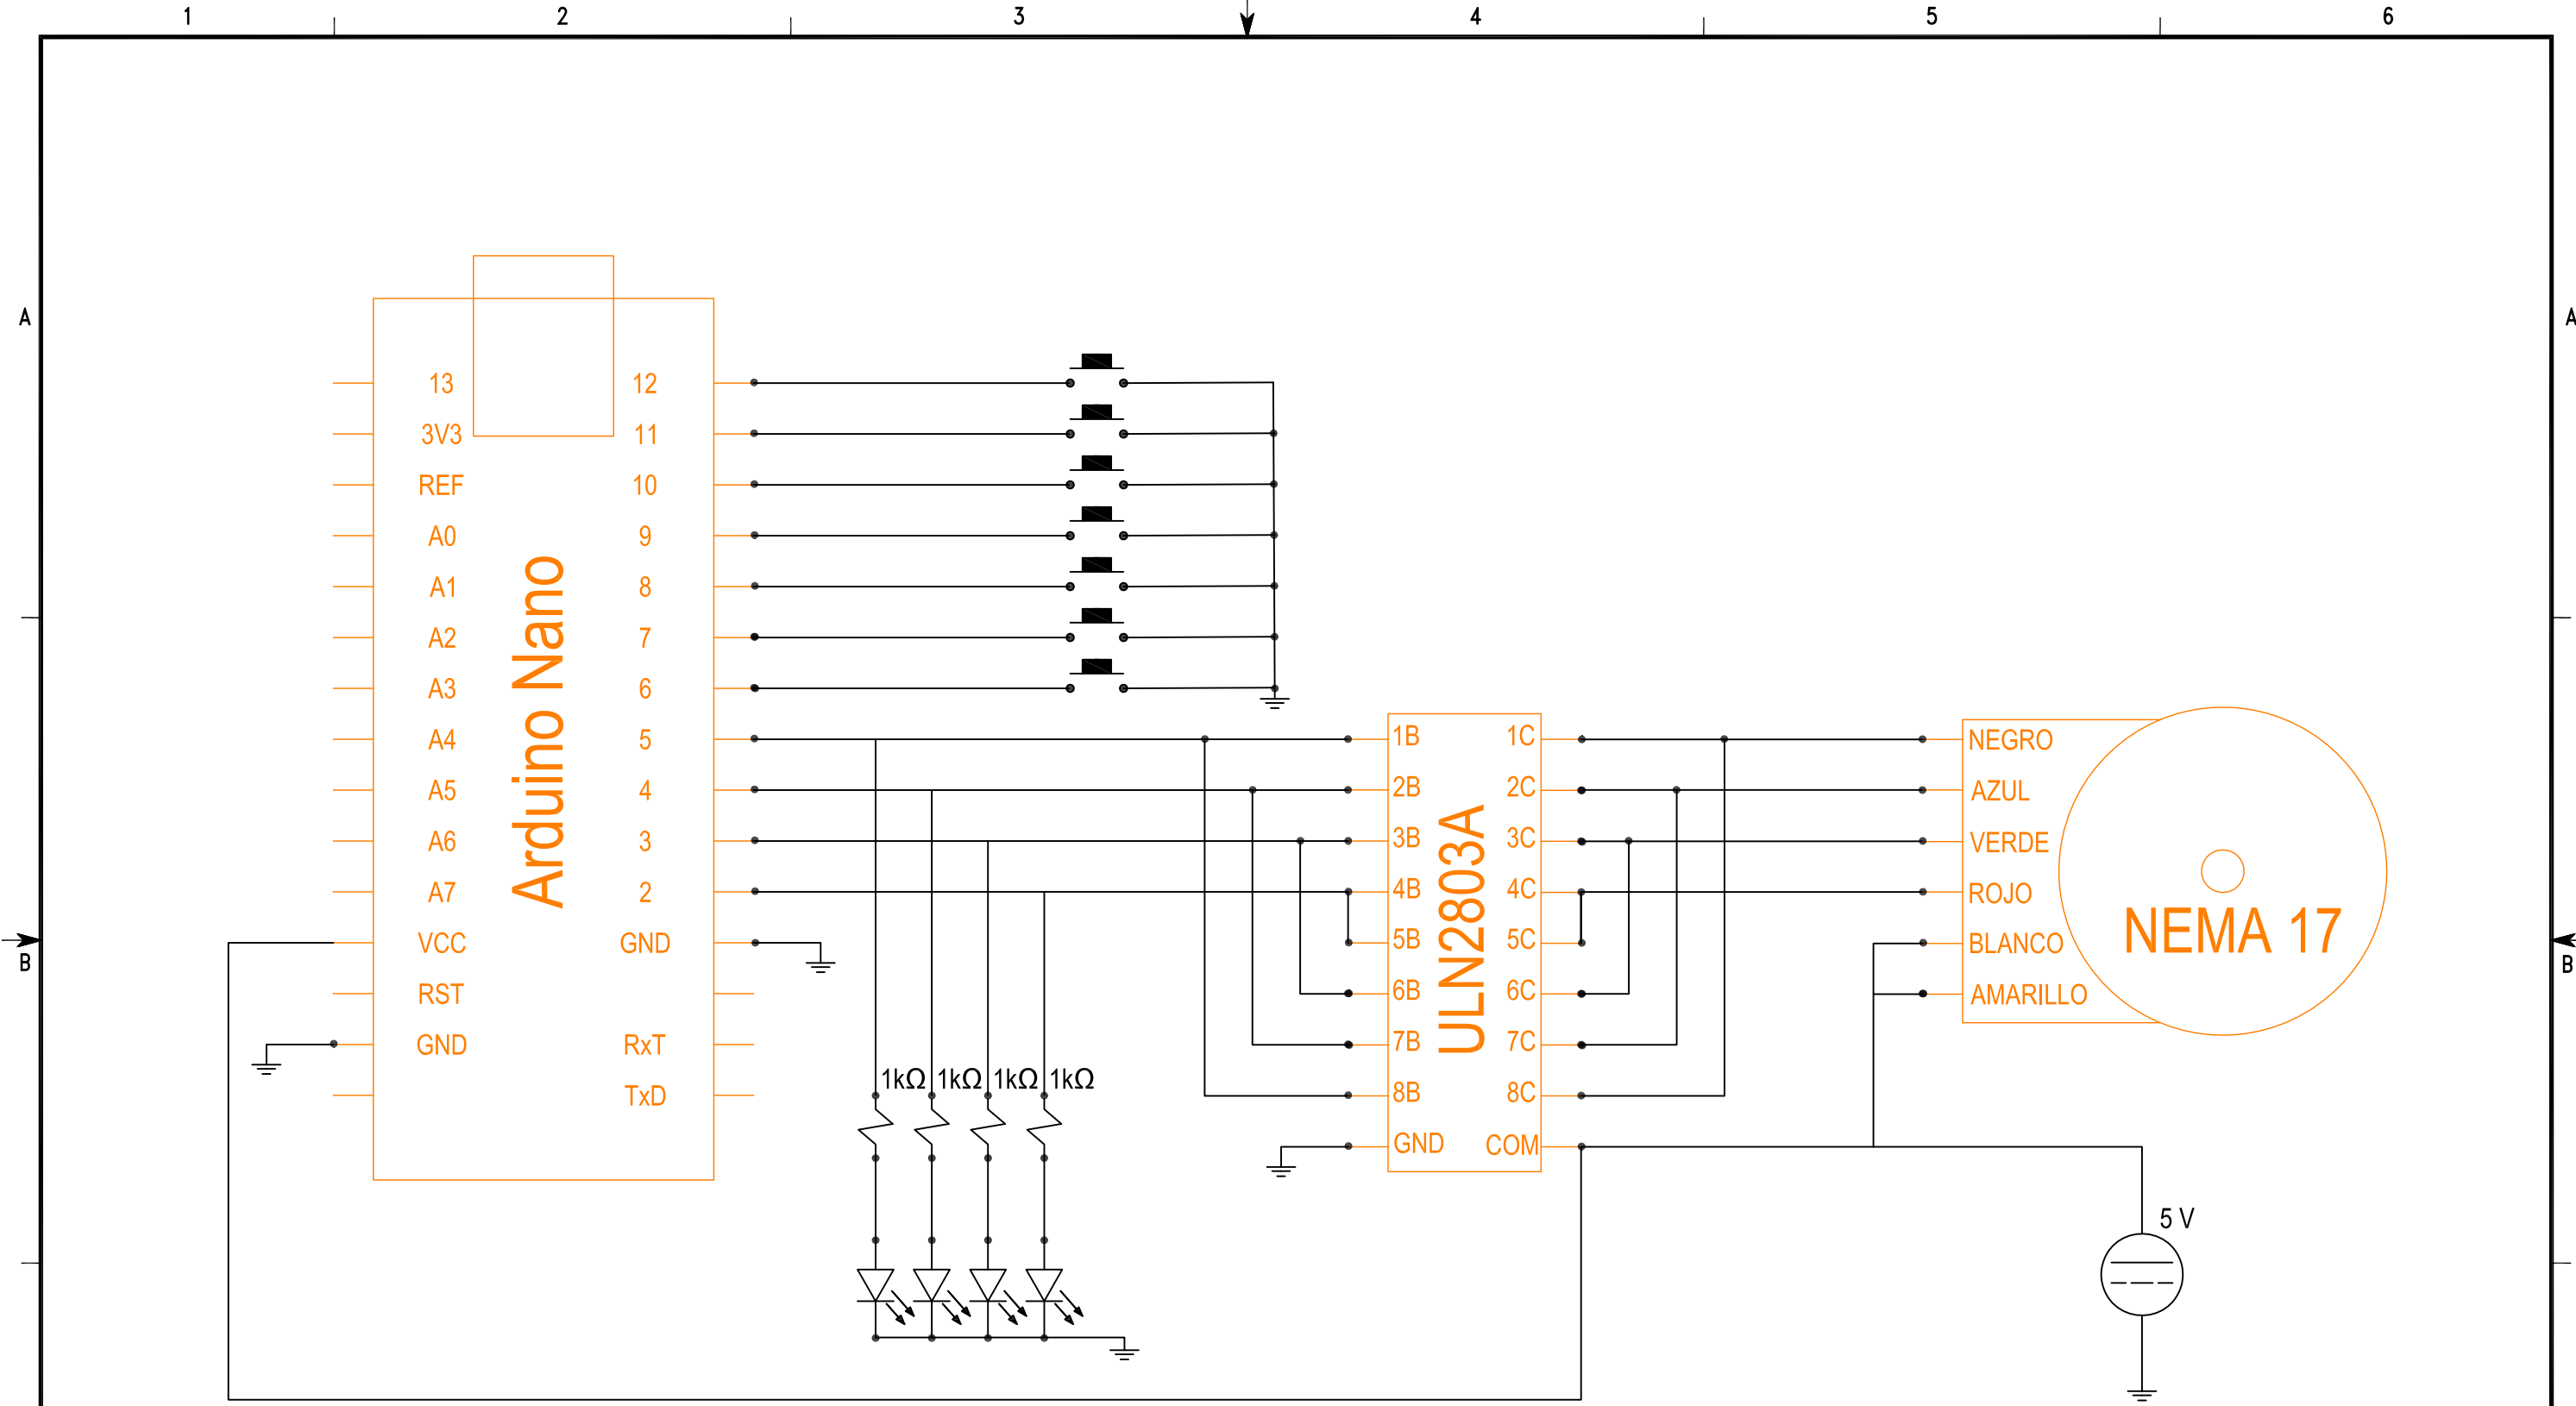 1 2 3 4 5 6
A A
B B
Arduino Nano
13 12
3V3 11
REF 10
A0 9
A1 8
A2 7
A3 6
A4 5
A5 4
A6 3
A7 2
VCC GND
RST
GND RxT
TxD
1kΩ 1kΩ 1kΩ 1kΩ
ULN2803A
1B 1C
2B 2C
3B 3C
4B 4C
5B 5C
6B 6C
7B 7C
8B 8C
GND COM
NEGRO
AZUL
VERDE
ROJO
BLANCO
AMARILLO
NEMA 17
5 V